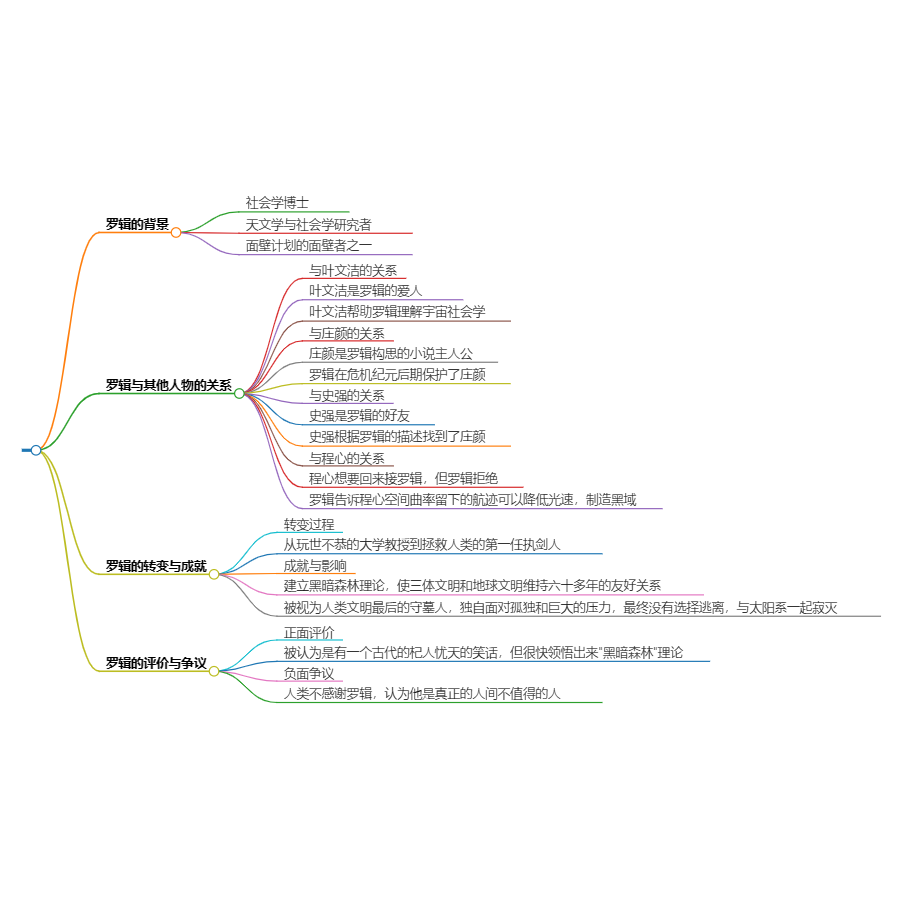 罗辑的背景
社会学博士
天文学与社会学研究者
面壁计划的面壁者之一
罗辑与其他人物的关系
与叶文洁的关系
叶文洁是罗辑的爱人
叶文洁帮助罗辑理解宇宙社会学
与庄颜的关系
庄颜是罗辑构思的小说主人公
罗辑在危机纪元后期保护了庄颜
与史强的关系
史强是罗辑的好友
史强根据罗辑的描述找到了庄颜
与程心的关系
程心想要回来接罗辑，但罗辑拒绝
罗辑告诉程心空间曲率留下的航迹可以降低光速，制造黑域
罗辑的转变与成就
转变过程
从玩世不恭的大学教授到拯救人类的第一任执剑人
成就与影响
建立黑暗森林理论，使三体文明和地球文明维持六十多年的友好关系
被视为人类文明最后的守墓人，独自面对孤独和巨大的压力，最终没有选择逃离，与太阳系一起寂灭
罗辑的评价与争议
正面评价
被认为是有一个古代的杞人忧天的笑话，但很快领悟出来"黑暗森林"理论
负面争议
人类不感谢罗辑，认为他是真正的人间不值得的人